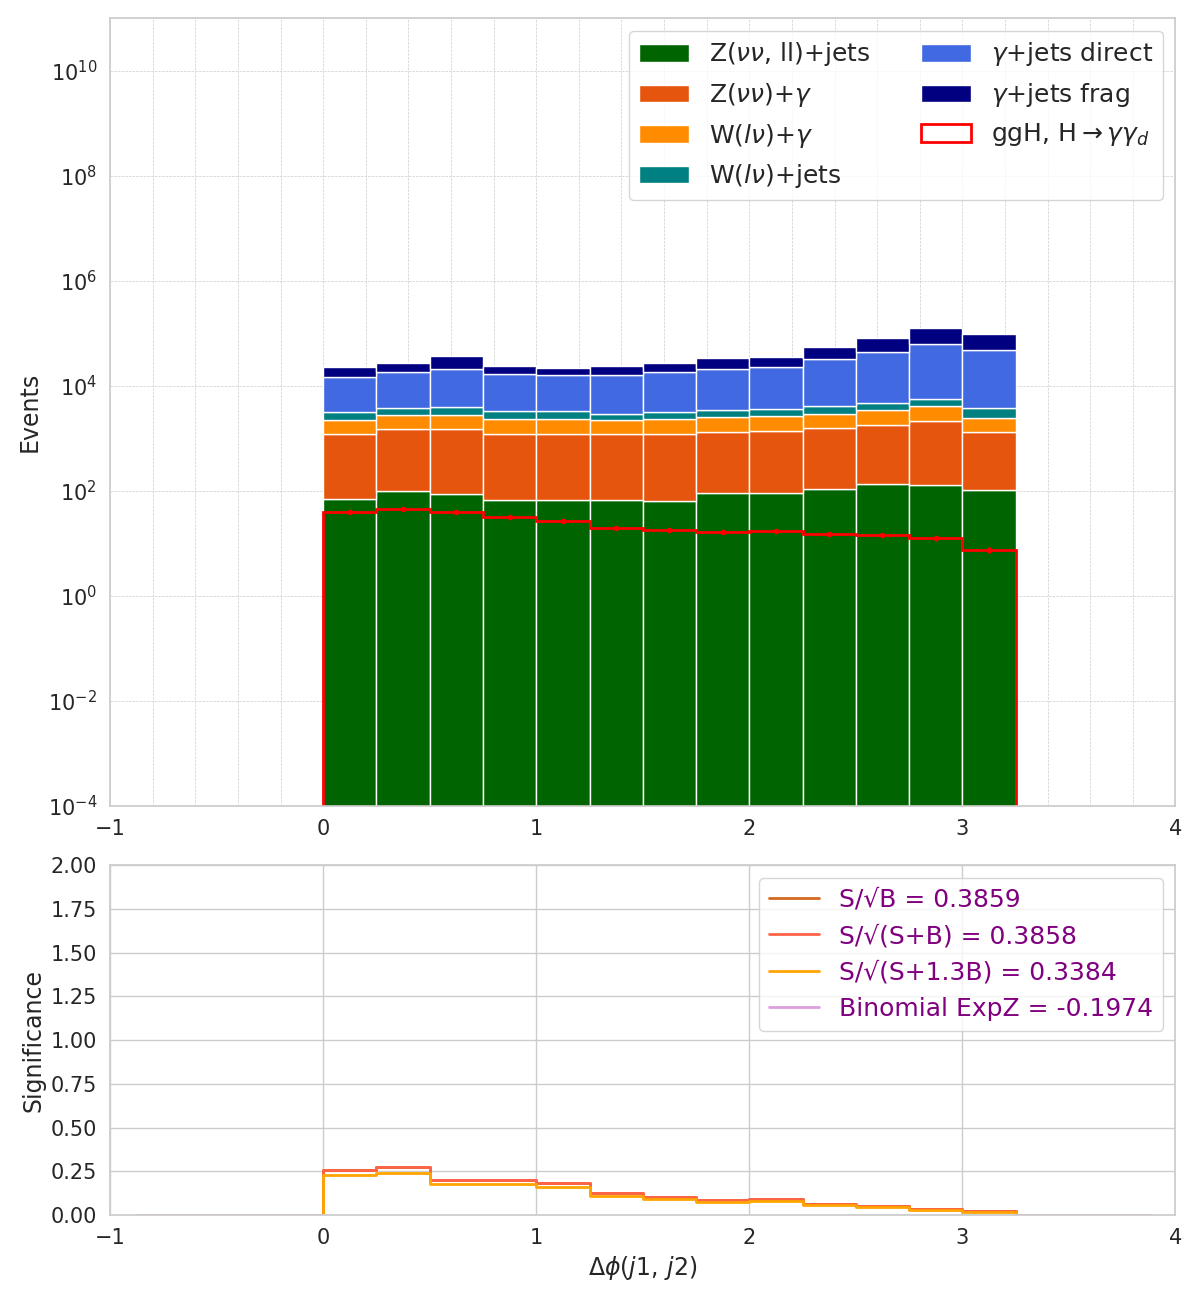 10^10
10^8
10^6
10^4
10^2
10^0
10^−2
10^−4
Events
Z(νν, ll)+jets
Z(νν)+γ
W(lν)+γ
W(lν)+jets
γ+jets direct
γ+jets frag
ggH, H→γγ_d
−1 0 1 2 3 4
2.00
1.75
1.50
1.25
1.00
0.75
0.50
0.25
0.00
Significance
S/√B = 0.3859
S/√(S+B) = 0.3858
S/√(S+1.3B) = 0.3384
Binomial ExpZ = -0.1974
−1 0 1 2 3 4
Δϕ(j1, j2)